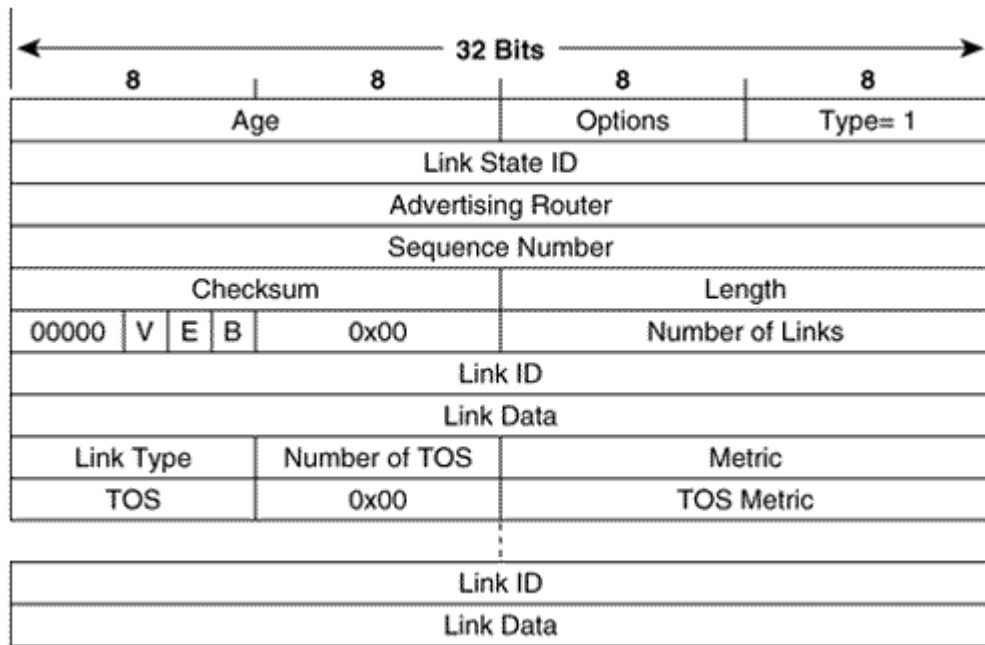 32 Bits
8 8 8 8
Age Options Type= 1
Link State ID
Advertising Router
Sequence Number
Checksum Length
00000 V E B 0x00 Number of Links
Link ID
Link Data
Link Type Number of TOS Metric
TOS 0x00 TOS Metric
Link ID
Link Data